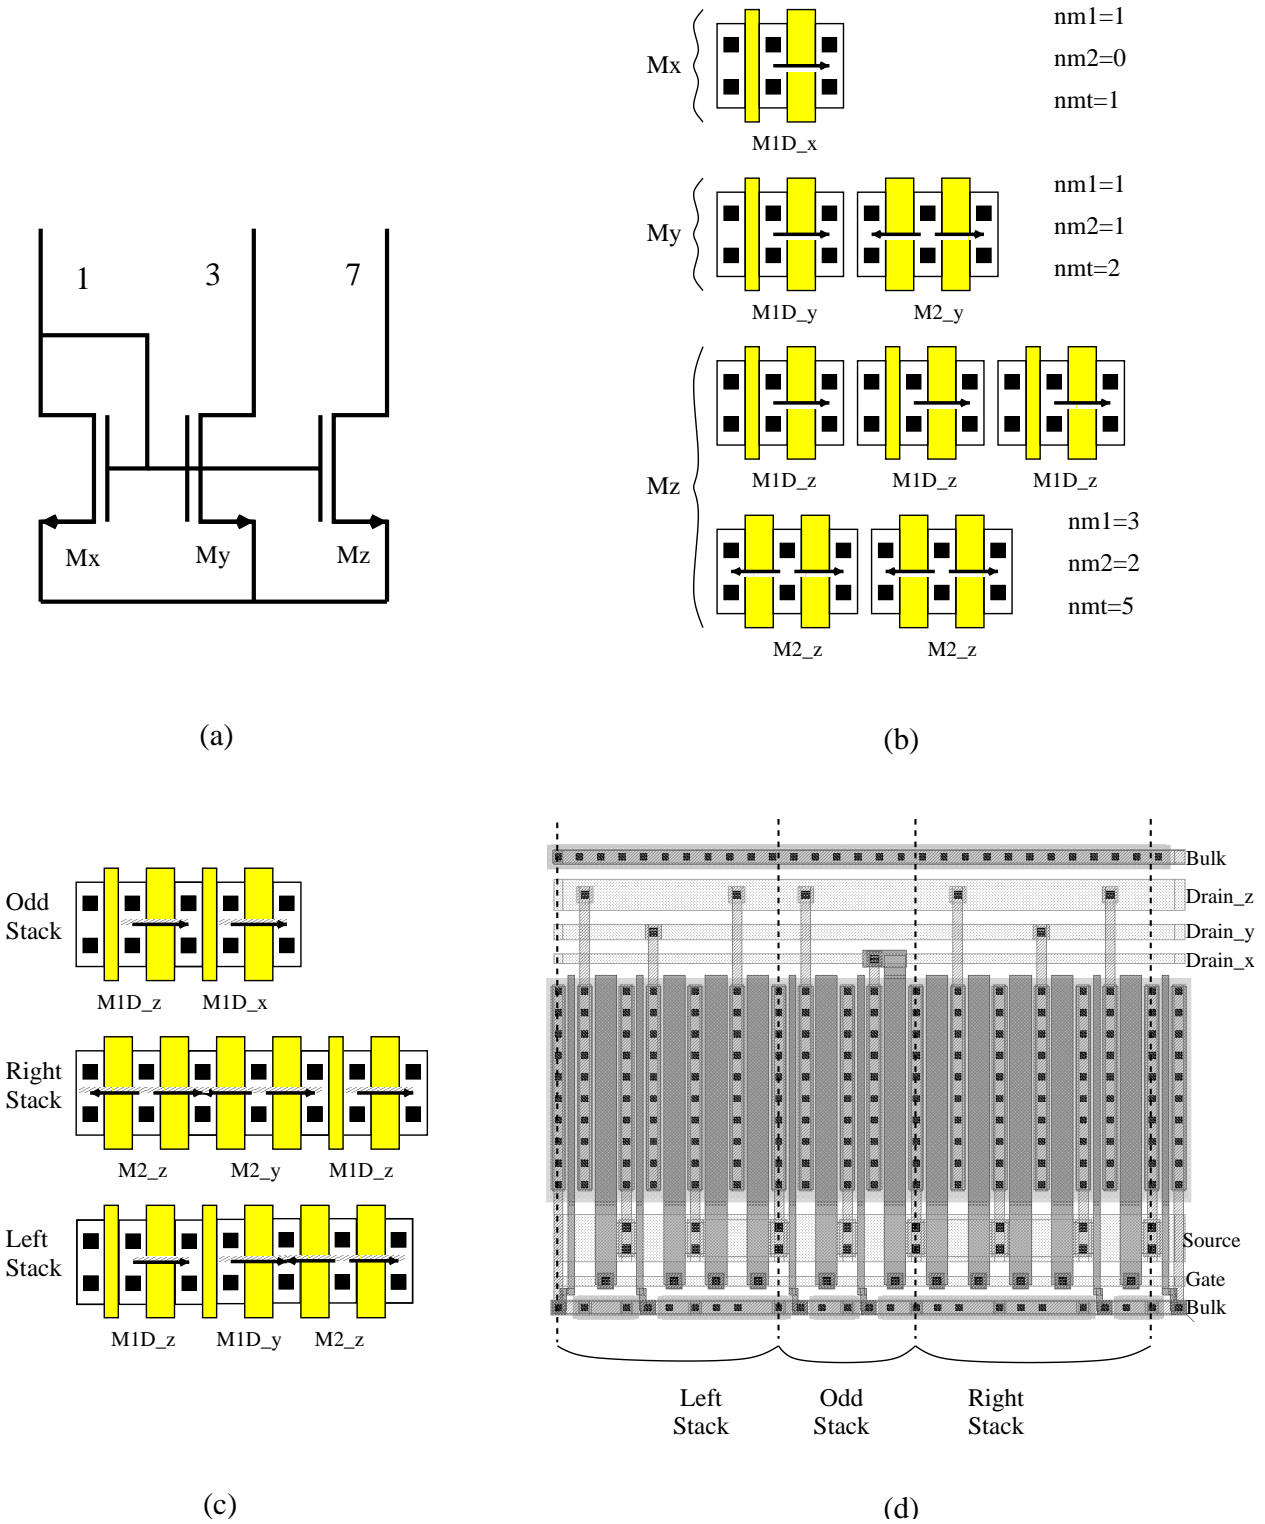 1 3 7
Mx My Mz
(a)
Mx
nm1=1
nm2=0
nmt=1
M1D_x
My
nm1=1
nm2=1
nmt=2
M1D_y M2_y
Mz
M1D_z M1D_z M1D_z
nm1=3
nm2=2
nmt=5
M2_z M2_z
(b)
Odd
Stack
M1D_z M1D_x
Right
Stack
M2_z M2_y M1D_z
Left
Stack
M1D_z M1D_y M2_z
(c)
Bulk
Drain_z
Drain_y
Drain_x
Source
Gate
Bulk
Left
Stack
Odd
Stack
Right
Stack
(d)